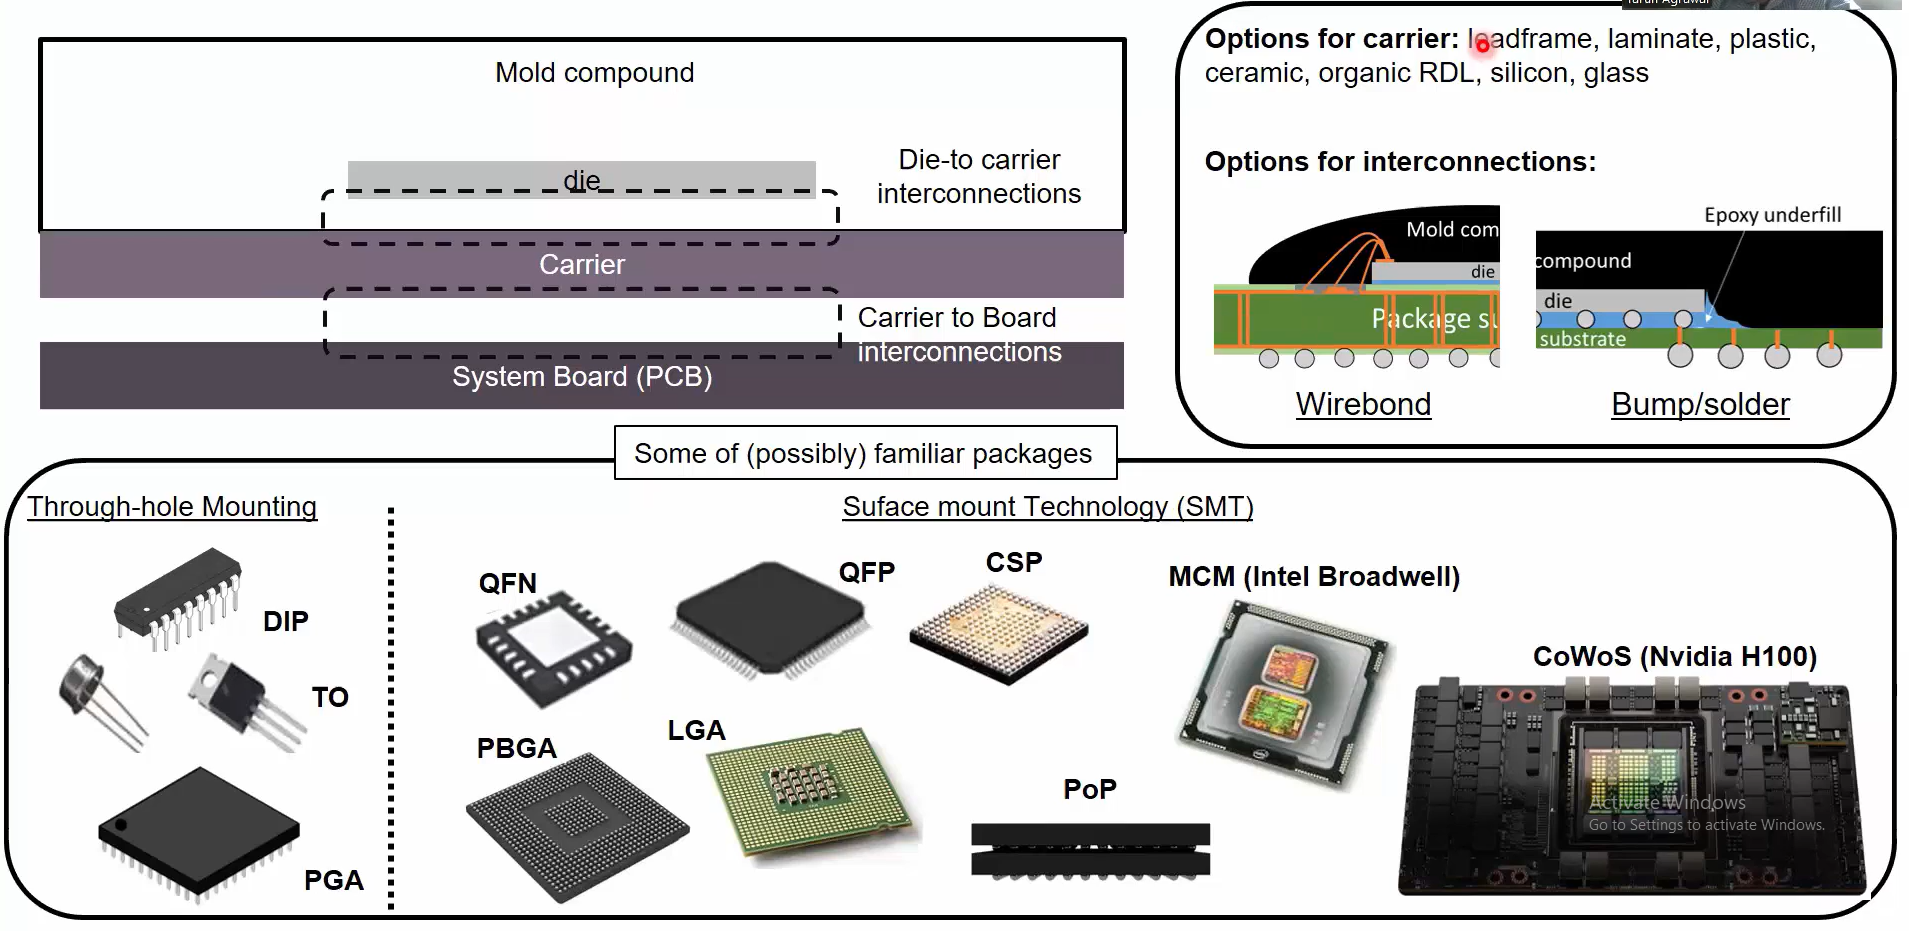 Tarun Agrawal
Mold compound
die
Die-to carrier
interconnections
Carrier
Carrier to Board
interconnections
System Board (PCB)
Options for carrier: leadframe, laminate, plastic,
ceramic, organic RDL, silicon, glass
Options for interconnections:
Mold com
die
Package su
Wirebond
Epoxy underfill
compound
die
substrate
Bump/solder
Some of (possibly) familiar packages
Through-hole Mounting
DIP
TO
PGA
Suface mount Technology (SMT)
QFN
QFP
CSP
MCM (Intel Broadwell)
CoWoS (Nvidia H100)
PBGA
LGA
PoP
Activate Windows
Go to Settings to activate Windows.